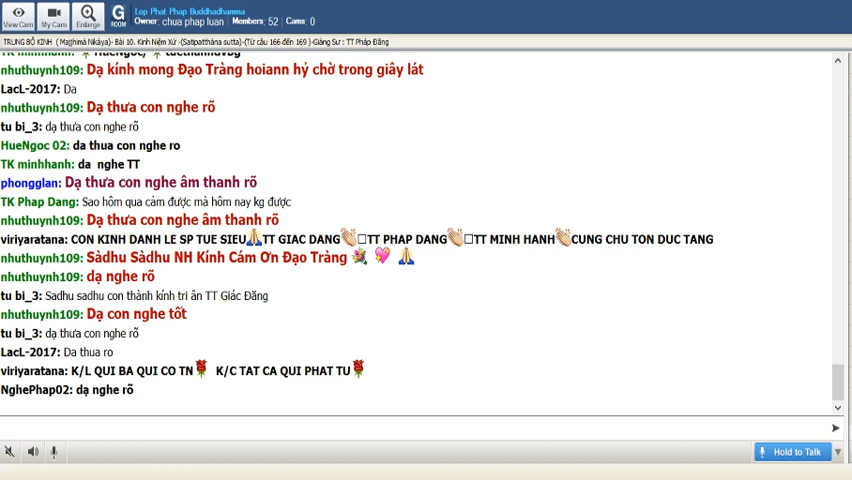 View Cam
My Cam
Enlarge
G
ROOM
Lop Phat Phap Buddhadhamma
Owner: chua phap luan | Members: 52 | Cams: 0
TRUNG BỘ KINH ( Majjhimà Nikàya)- Bài 10. Kinh Niệm Xứ -(Satipatthàna sutta)-(Từ câu 166 đến 169 )-Giảng Sư : TT Pháp Đăng
nhuthuynh109: Dạ kính mong Đạo Tràng hoiann hỷ chờ trong giây lát
LacL-2017: Da
nhuthuynh109: Dạ thưa con nghe rõ
tu bi_3: dạ thưa con nghe rõ
HueNgoc 02: da thua con nghe ro
TK minhhanh: da nghe TT
phongglan: Dạ thưa con nghe âm thanh rõ
TK Phap Dang: Sao hôm qua càm được mà hôm nay kg được
nhuthuynh109: Dạ thưa con nghe âm thanh rõ
viriyaratana: CON KINH DANH LE SP TUE SIEU🙏TT GIAC DANG👏□TT PHAP DANG👏□TT MINH HANH👏CUNG CHU TON DUC TANG
nhuthuynh109: Sàdhu Sàdhu NH Kính Cám Ơn Đạo Tràng 💐 💖 🙏
nhuthuynh109: dạ nghe rõ
tu bi_3: Sadhu sadhu con thành kính tri ân TT Giác Đăng
nhuthuynh109: Dạ con nghe tốt
tu bi_3: dạ thưa con nghe rõ
LacL-2017: Da thua ro
viriyaratana: K/L QUI BA QUI CO TN🌹 K/C TAT CA QUI PHAT TU🌹
NghePhap02: dạ nghe rõ
Hold to Talk